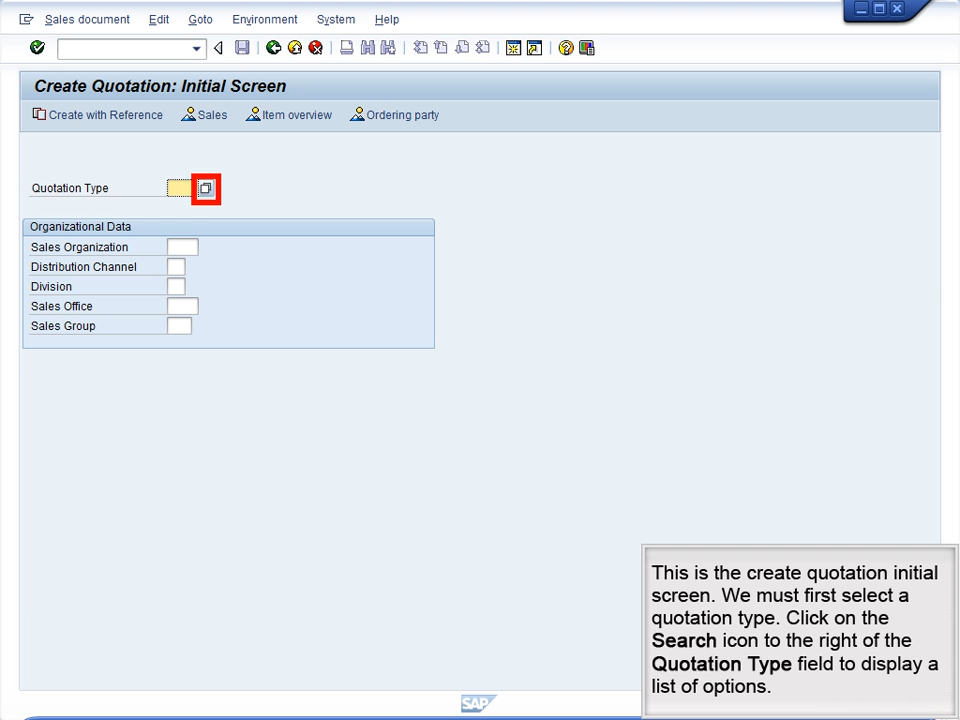 Sales document Edit Goto Environment System Help
Create Quotation: Initial Screen
Create with Reference Sales Item overview Ordering party
Quotation Type
Organizational Data
Sales Organization
Distribution Channel
Division
Sales Office
Sales Group
This is the create quotation initial
screen. We must first select a
quotation type. Click on the
Search icon to the right of the
Quotation Type field to display a
list of options.
SAP